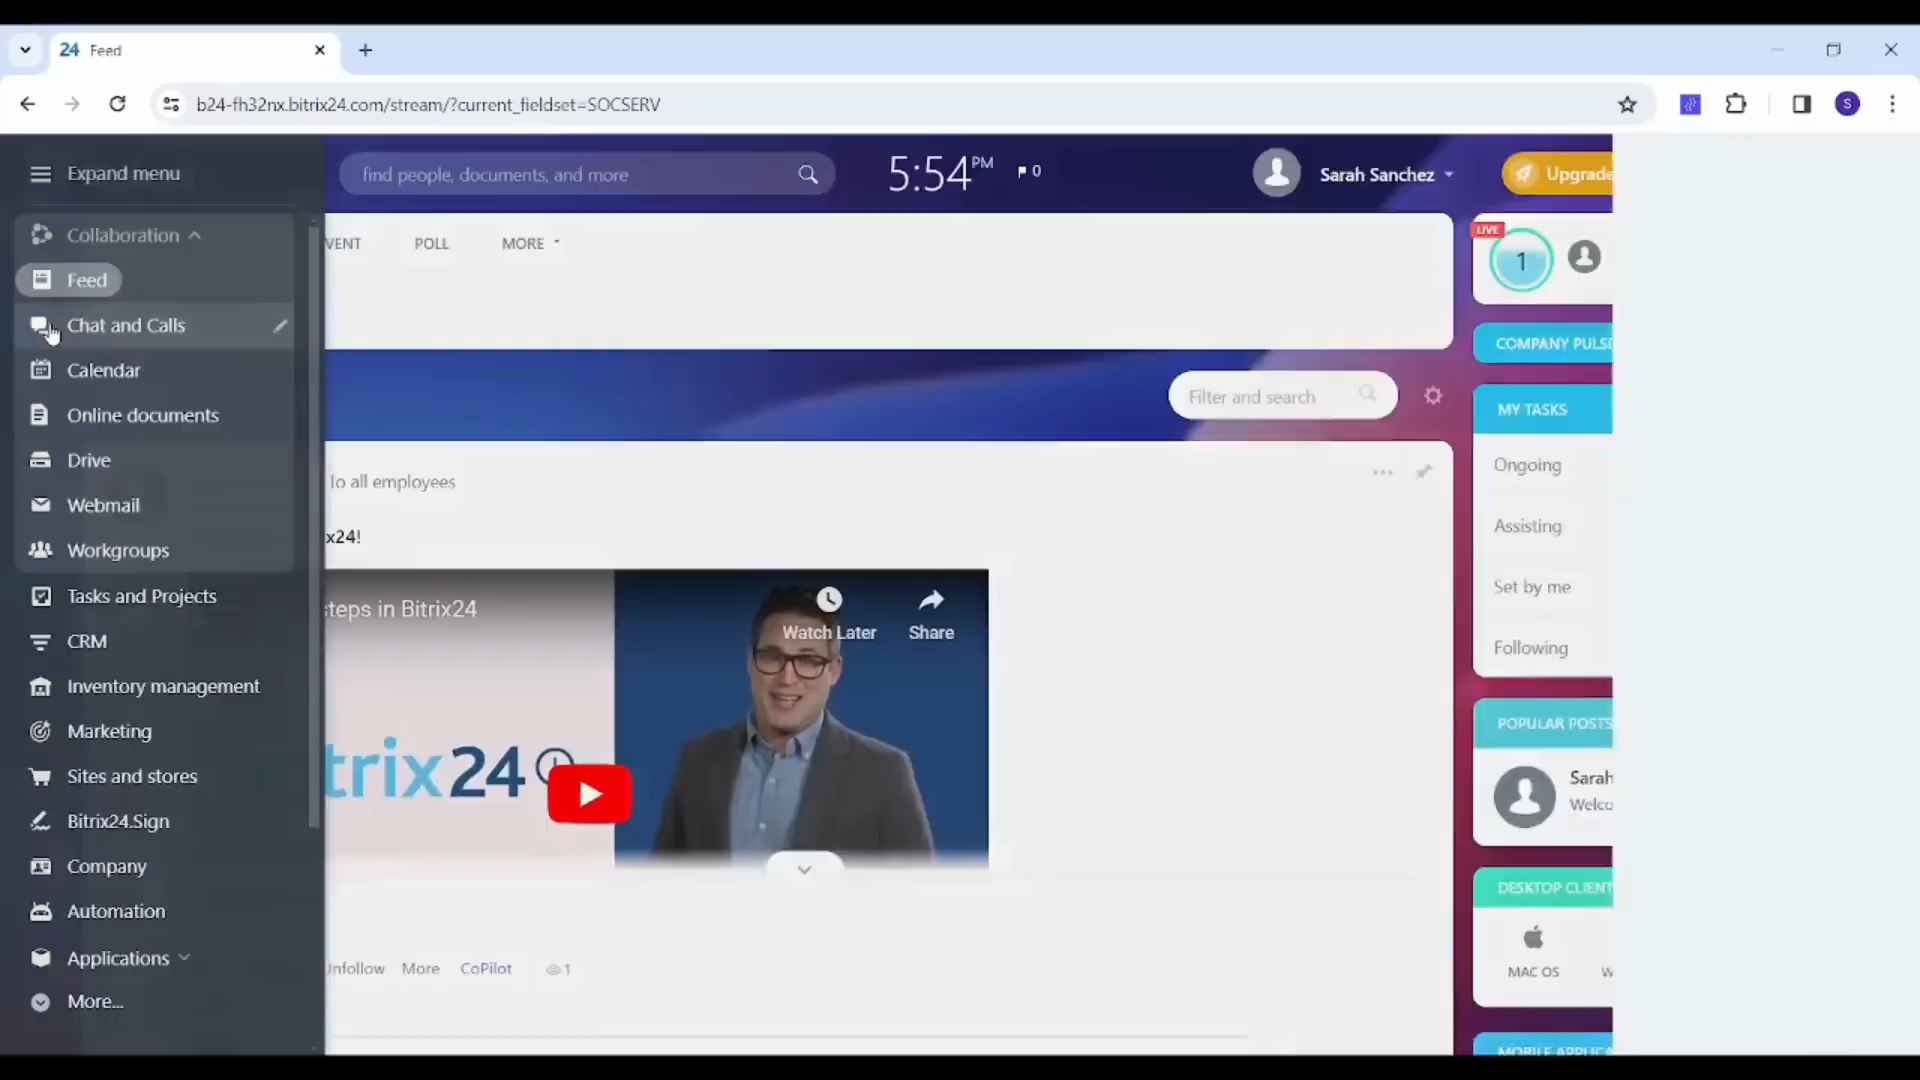 24 Feed
b24-fh32nx.bitrix24.com/stream/?current_fieldset=SOCSERV
S
Expand menu
find people, documents, and more
5:54 PM
0
Sarah Sanchez
Upgrade
Collaboration
Feed
Chat and Calls
Calendar
Online documents
Drive
Webmail
Workgroups
Tasks and Projects
CRM
Inventory management
Marketing
Sites and stores
Bitrix24.Sign
Company
Automation
Applications
More...
VENT
POLL
MORE
Filter and search
To all employees
x24!
steps in Bitrix24
Watch Later
Share
trix24
Unfollow
More
CoPilot
1
LIVE
1
COMPANY PULSE
MY TASKS
Ongoing
Assisting
Set by me
Following
POPULAR POSTS
Sarah
Welco
DESKTOP CLIENT
MAC OS
W
MOBILE APPLICA